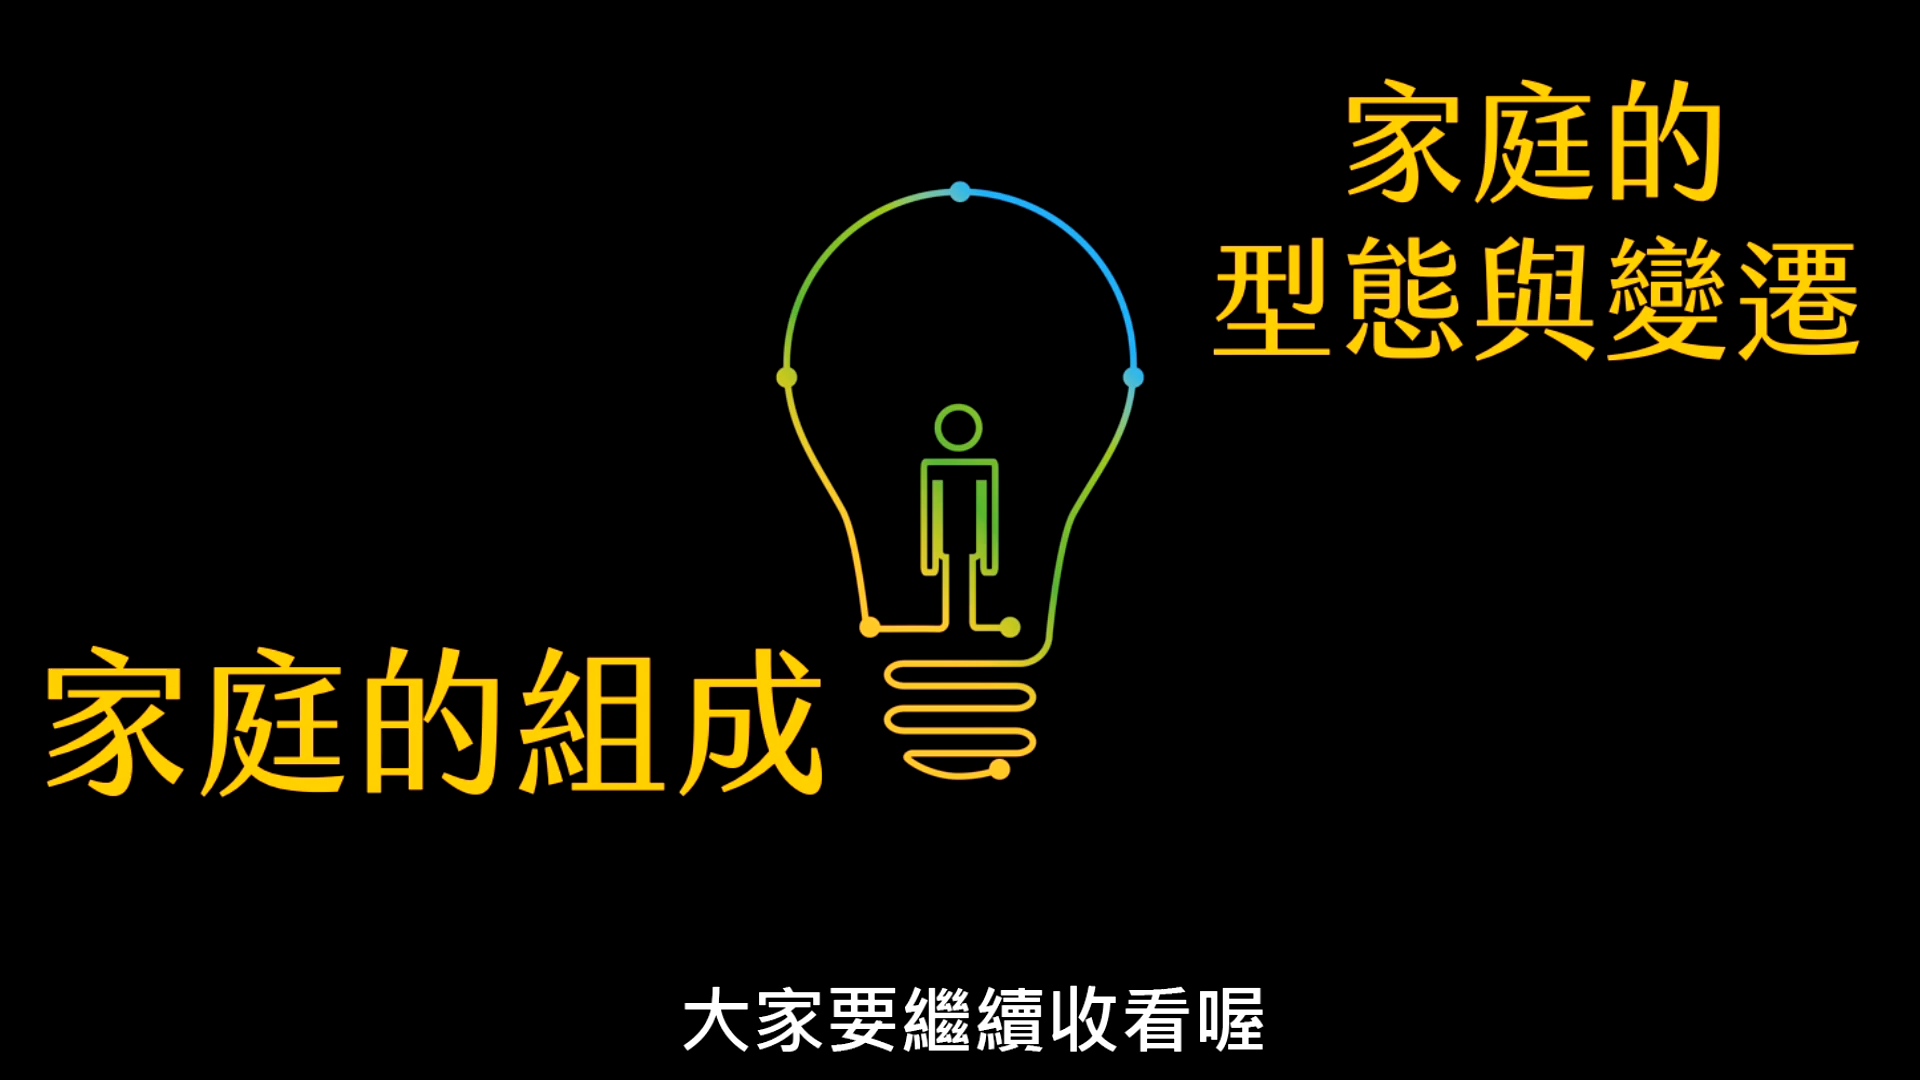 家庭的
型態與變遷
家庭的組成
大家要繼續收看喔